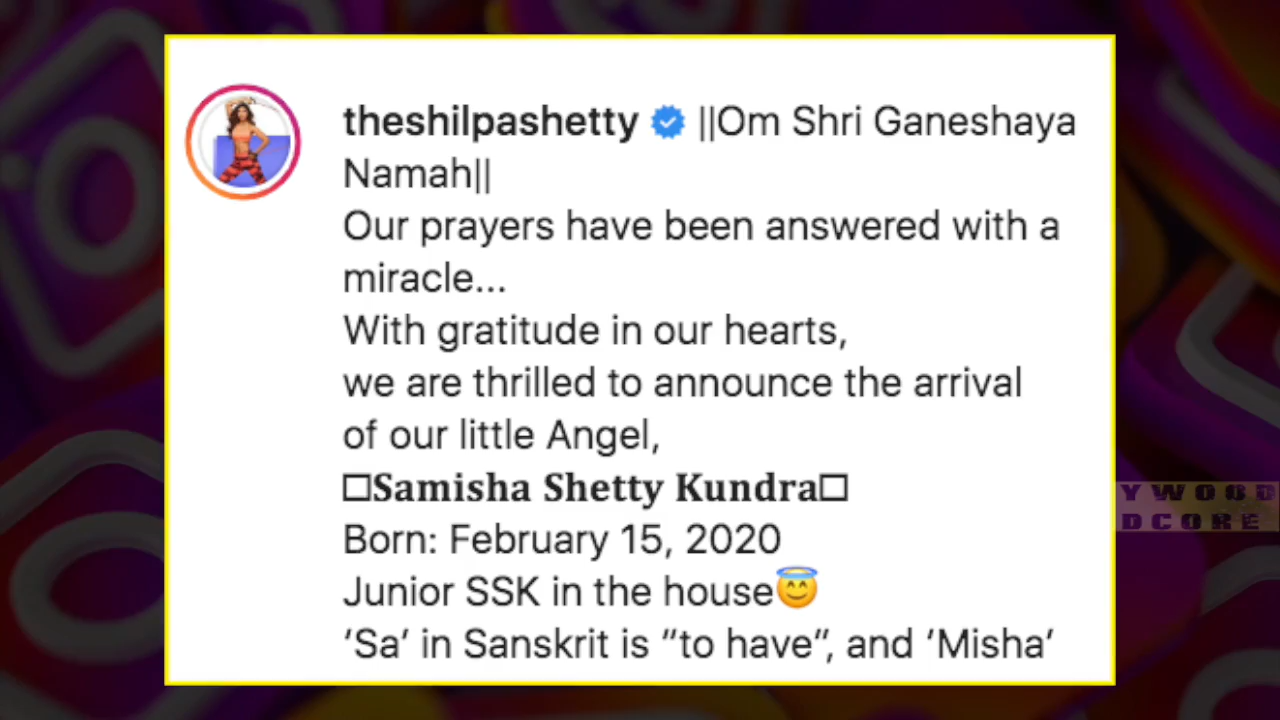 theshilpashetty ||Om Shri Ganeshaya
Namah||
Our prayers have been answered with a
miracle...
With gratitude in our hearts,
we are thrilled to announce the arrival
of our little Angel,
□Samisha Shetty Kundra□
Born: February 15, 2020
Junior SSK in the house😇
‘Sa’ in Sanskrit is “to have”, and ‘Misha’
YWOOD
DCORE